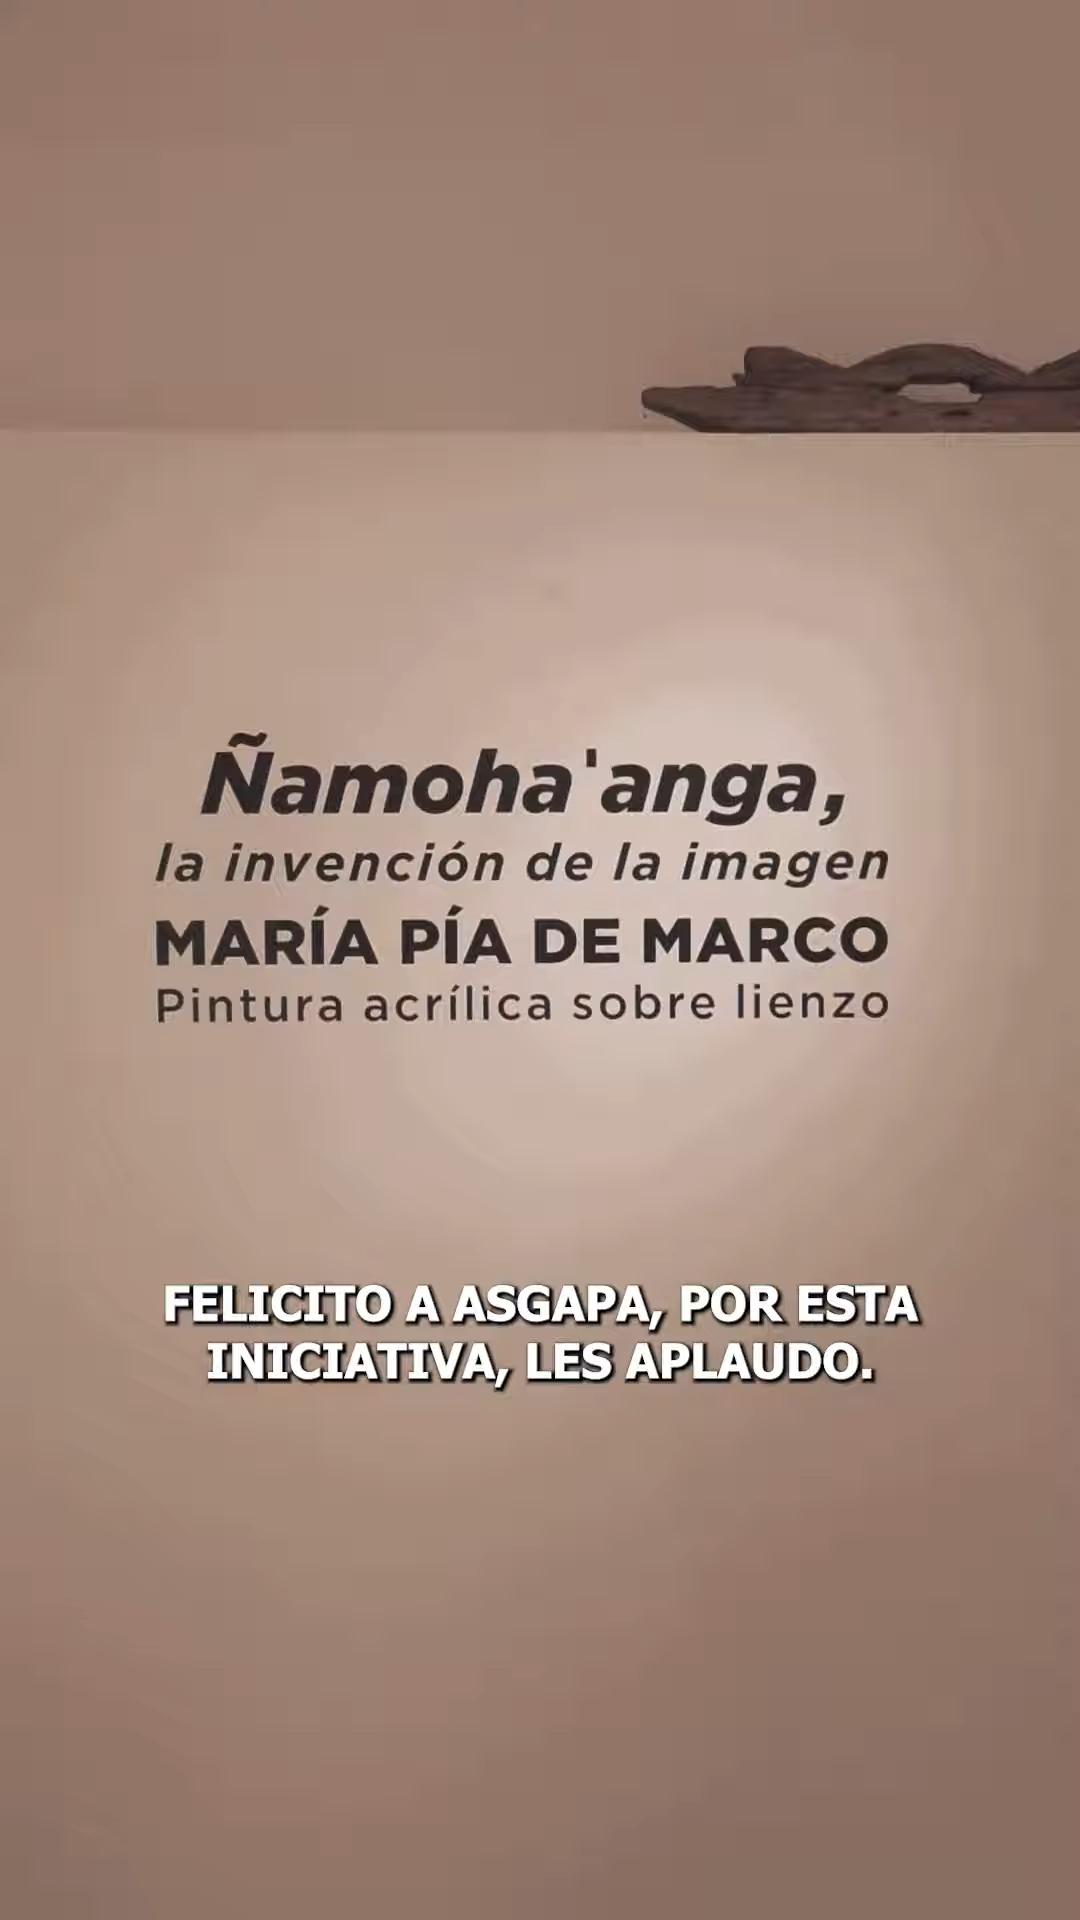 Ñamoha'anga,
la invención de la imagen
MARÍA PÍA DE MARCO
Pintura acrílica sobre lienzo
FELICITO A ASGAPA, POR ESTA
INICIATIVA, LES APLAUDO.